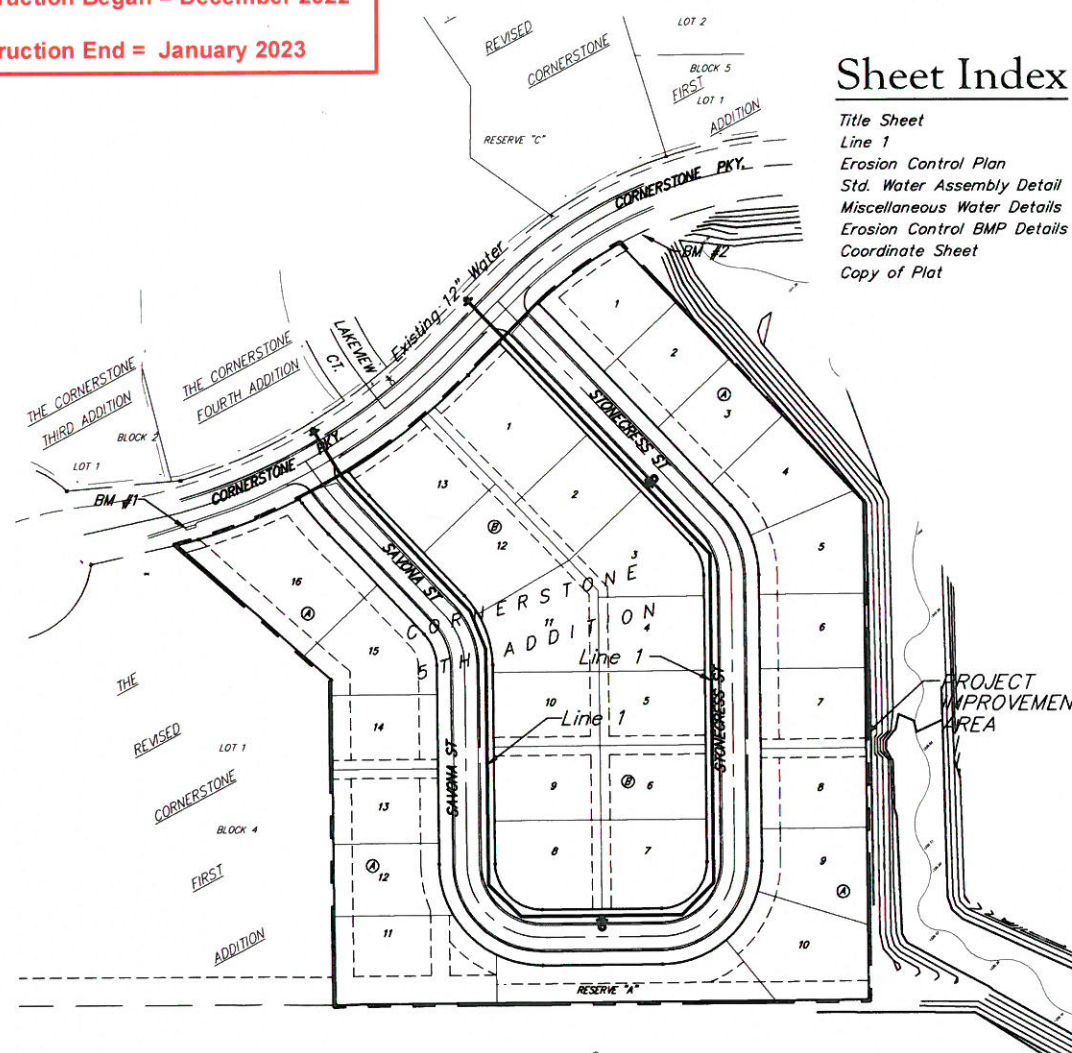 ruction Began = December 2022
ruction End = January 2023
Sheet Index
Title Sheet
Line 1
Erosion Control Plan
Std. Water Assembly Detail
Miscellaneous Water Details
Erosion Control BMP Details
Coordinate Sheet
Copy of Plat
REVISED
CORNERSTONE
FIRST
ADDITION
LOT 2
BLOCK 5
LOT 1
RESERVE "C"
CORNERSTONE PKY.
BM #2
Existing 12" Water
LAKEVIEW
CT.
THE CORNERSTONE
THIRD ADDITION
BLOCK 2
LOT 1
THE CORNERSTONE
FOURTH ADDITION
BM #1
CORNERSTONE PKY.
STONECRESS ST
SAVONA ST
1
2
A
3
4
5
6
7
8
9
A
10
1
2
3
4
5
B
6
7
8
9
10
11
12
B
13
16
A
15
14
13
A
12
11
CORNERSTONE
5TH ADDITION
Line 1
Line 1
STONECRESS ST
SAVONA ST
PROJECT
IMPROVEMEN
AREA
THE
REVISED
CORNERSTONE
FIRST
ADDITION
LOT 1
BLOCK 4
RESERVE "A"